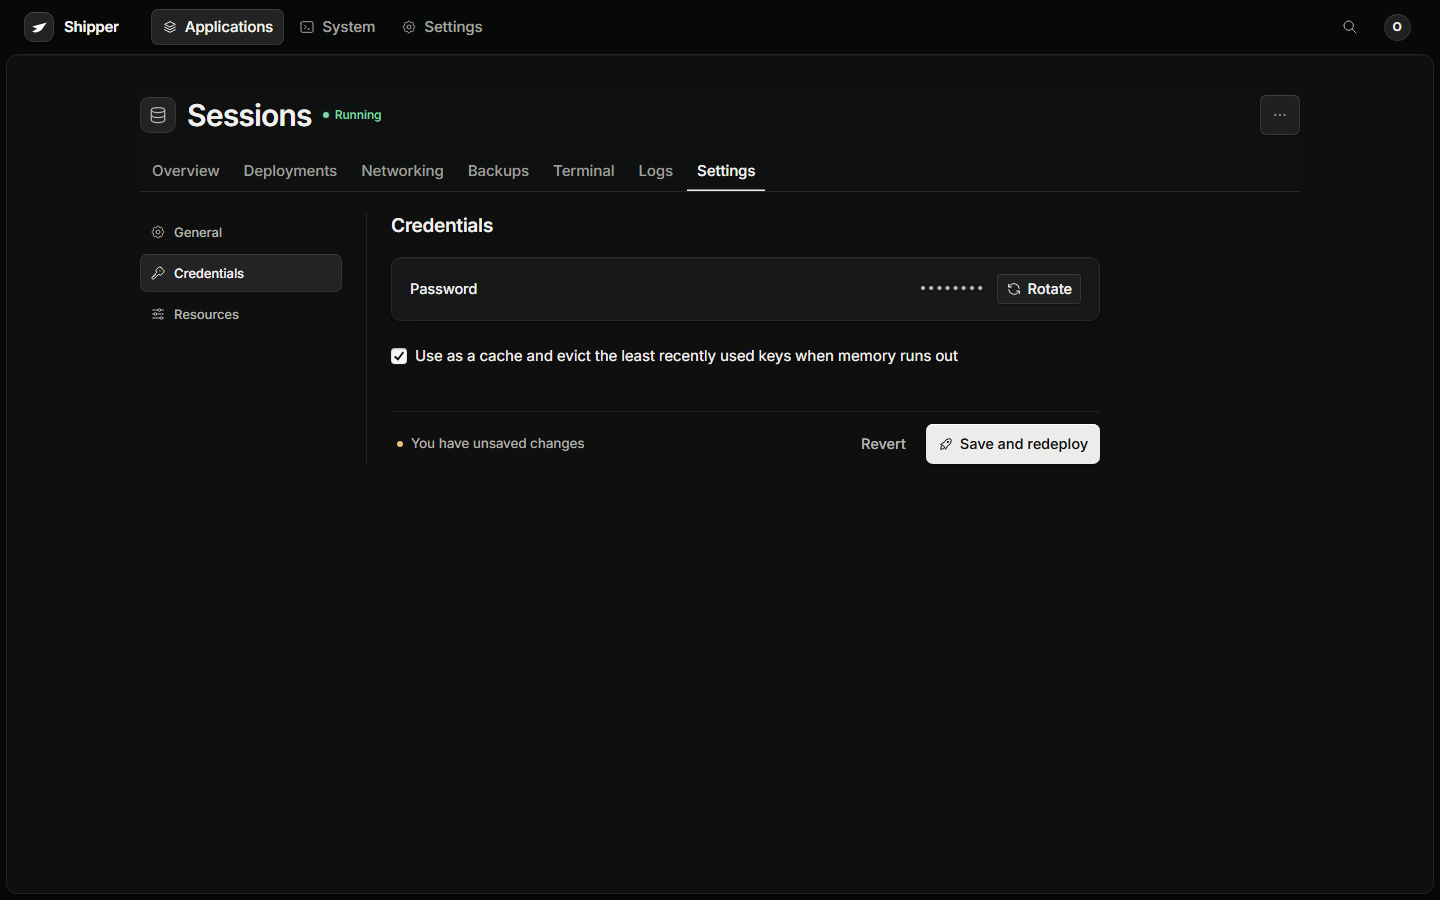 Shipper
Applications
System
Settings
O
Sessions
Running
Overview
Deployments
Networking
Backups
Terminal
Logs
Settings
General
Credentials
Resources
Credentials
Password
••••••••
Rotate
Use as a cache and evict the least recently used keys when memory runs out
You have unsaved changes
Revert
Save and redeploy